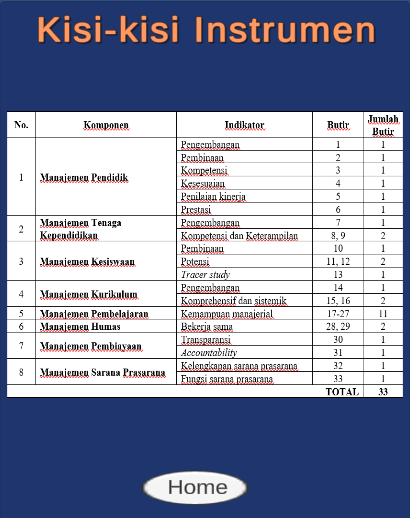 Kisi-kisi Instrumen
No. Komponen Indikator Butir Jumlah Butir
1 Manajemen Pendidik Pengembangan 1 1
Pembinaan 2 1
Kompetensi 3 1
Kesesuaian 4 1
Penilaian kinerja 5 1
Prestasi 6 1
2 Manajemen Tenaga Kependidikan Pengembangan 7 1
Kompetensi dan Keterampilan 8, 9 2
3 Manajemen Kesiswaan Pembinaan 10 1
Potensi 11, 12 2
Tracer study 13 1
4 Manajemen Kurikulum Pengembangan 14 1
Komprehensif dan sistemik 15, 16 2
5 Manajemen Pembelajaran Kemampuan manajerial 17-27 11
6 Manajemen Humas Bekerja sama 28, 29 2
7 Manajemen Pembiayaan Transparansi 30 1
Accountability 31 1
8 Manajemen Sarana Prasarana Kelengkapan sarana prasarana 32 1
Fungsi sarana prasarana 33 1
TOTAL 33
Home